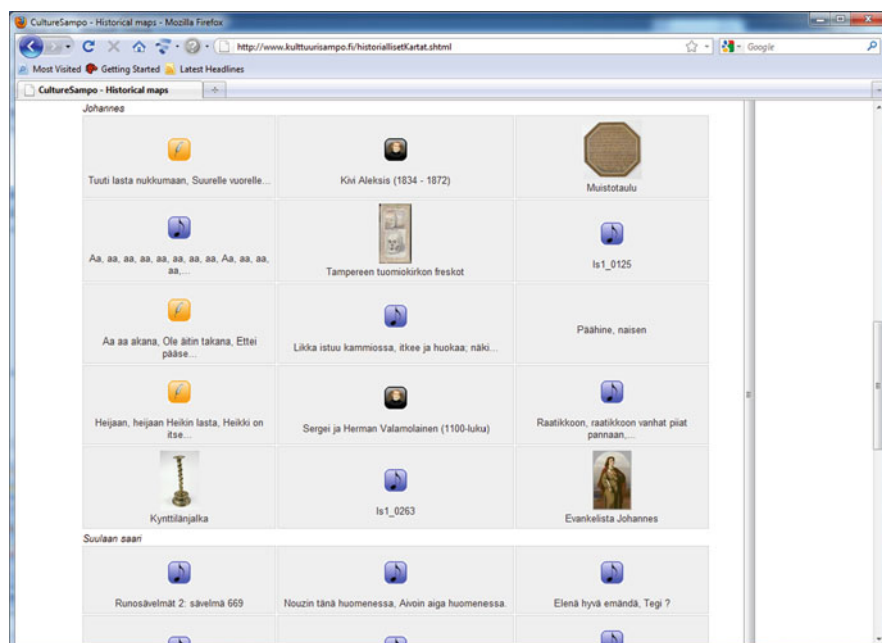 CultureSampo - Historical maps - Mozilla Firefox
http://www.kulttuurisampo.fi/historiallisetKartat.shtml
Google
Most Visited Getting Started Latest Headlines
CultureSampo - Historical maps
Johannes
Tuuti lasta nukkumaan, Suurelle vuorelle...
Kivi Aleksis (1834 - 1872)
Muistotaulu
Aa, aa, aa, aa, aa, aa, aa, aa, Aa, aa, aa,
aa,...
Tampereen tuomiokirkon freskot
ls1_0125
Aa aa akana, Ole äitin takana, Ettei
pääse...
Likka istuu kammiossa, itkee ja huokaa; näki...
Päähine, naisen
Heijaan, heijaan Heikin lasta, Heikki on
itse...
Sergei ja Herman Valamolainen (1100-luku)
Raatikkoon, raatikkoon vanhat piiat
pannaan,...
Kynttilänjalka
ls1_0263
Evankelista Johannes
Suulaan saari
Runosävelmät 2: sävelmä 669
Nouzin tänä huomenessa, Aivoin aiga huomenessa.
Elenä hyvä emändä, Tegi ?